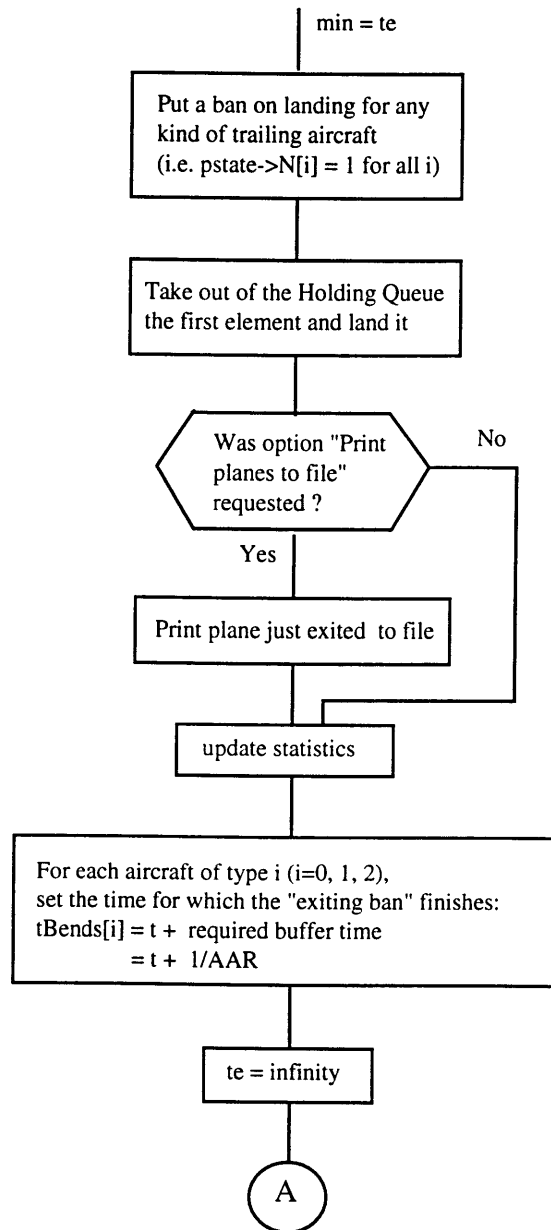 min = te
Put a ban on landing for any
kind of trailing aircraft
(i.e. pstate->N[i] = 1 for all i)
Take out of the Holding Queue
the first element and land it
Was option "Print
planes to file"
requested ?
No
Yes
Print plane just exited to file
update statistics
For each aircraft of type i (i=0, 1, 2),
set the time for which the "exiting ban" finishes:
tBends[i] = t + required buffer time
= t + 1/AAR
te = infinity
A